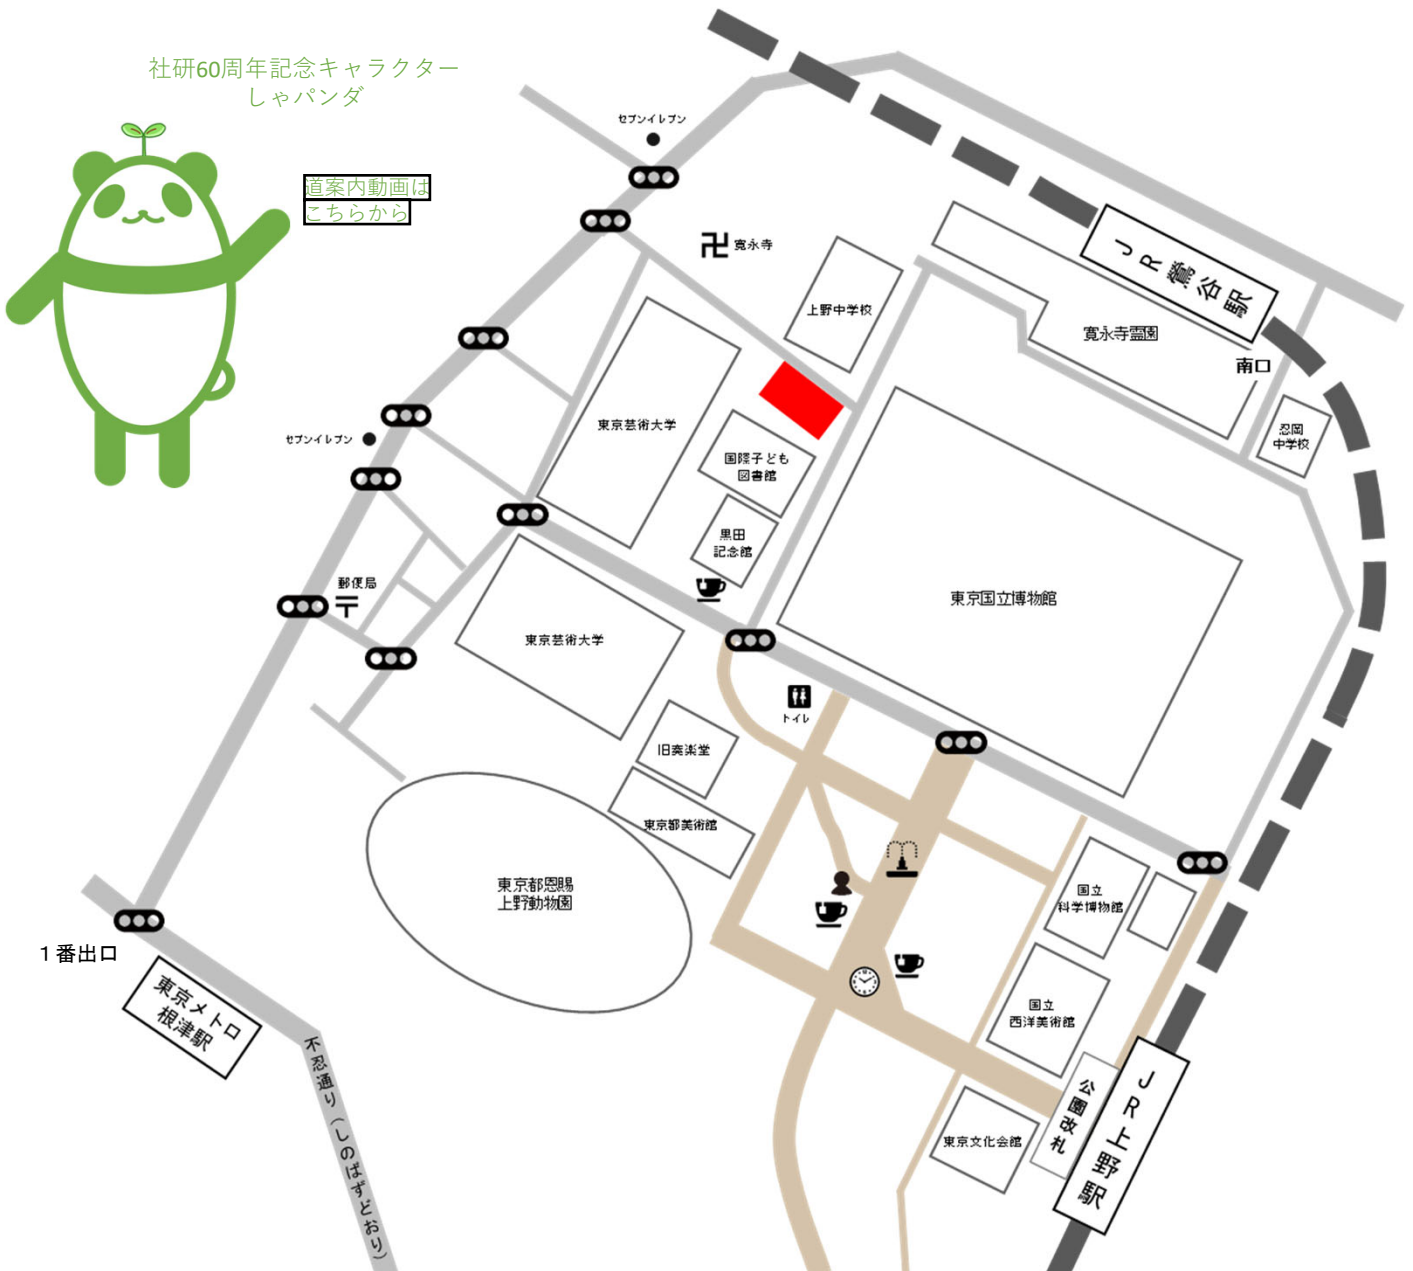 社研60周年記念キャラクター
しゃパンダ
道案内動画は
こちらから
セブンイレブン
寛永寺
上野中学校
JR鶯谷駅
寛永寺霊園
南口
忍岡
中学校
東京芸術大学
国際子ども
図書館
セブンイレブン
黒田
記念館
郵便局
東京国立博物館
東京芸術大学
トイレ
旧奏楽堂
東京都美術館
東京都恩賜
上野動物園
国立
科学博物館
1番出口
東京メトロ
根津駅
国立
西洋美術館
不忍通り(しのばずどおり)
公園改札
JR上野駅
東京文化会館